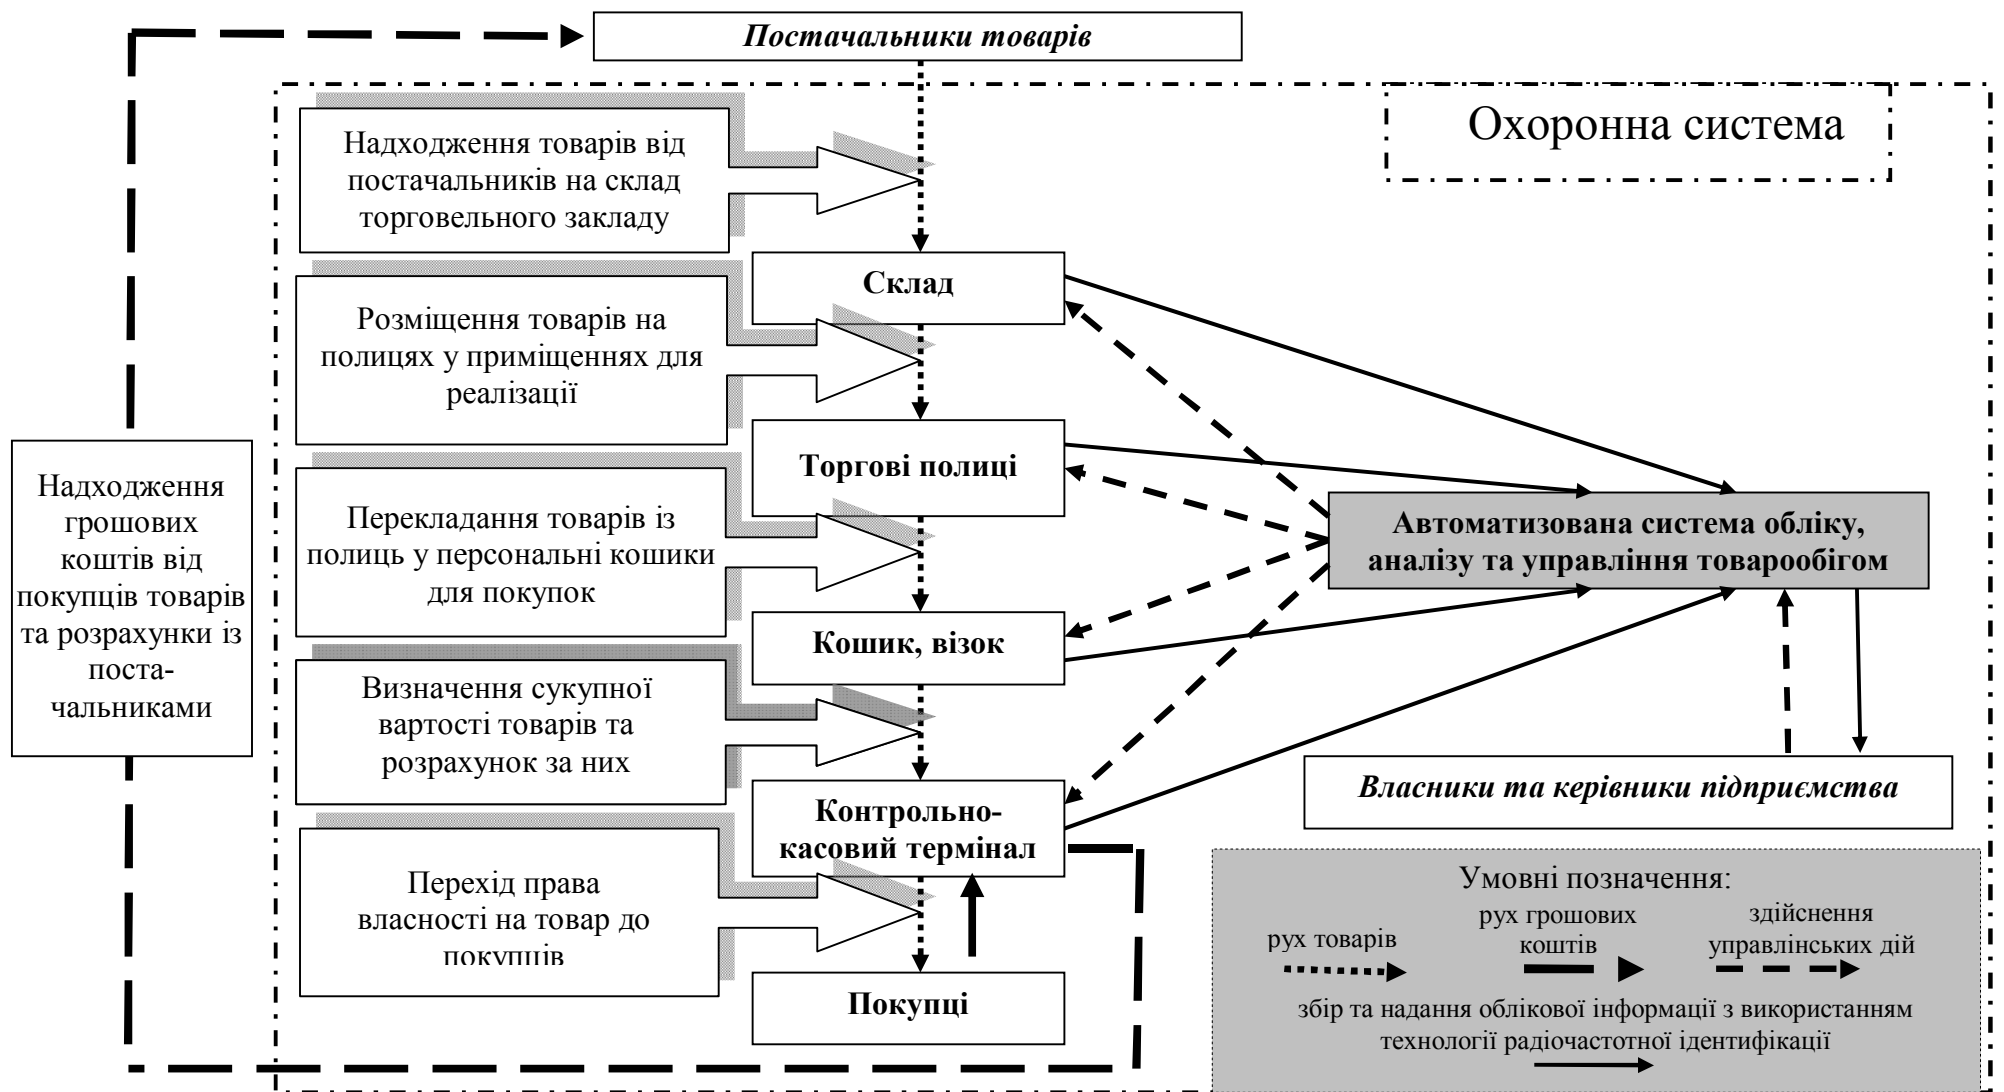 Постачальники товарів
Охоронна система
Надходження товарів від
постачальників на склад
торговельного закладу
Склад
Розміщення товарів на
полицях у приміщеннях для
реалізації
Торгові полиці
Надходження
грошових
коштів від
покупців товарів
та розрахунки із
поста-
чальниками
Перекладання товарів із
полиць у персональні кошики
для покупок
Автоматизована система обліку,
аналізу та управління товарообігом
Кошик, візок
Визначення сукупної
вартості товарів та
розрахунок за них
Власники та керівники підприємства
Контрольно-
касовий термінал
Перехід права
власності на товар до
покупців
Покупці
Умовні позначення:
рух товарів
рух грошових
коштів
здійснення
управлінських дій
збір та надання облікової інформації з використанням
технології радіочастотної ідентифікації